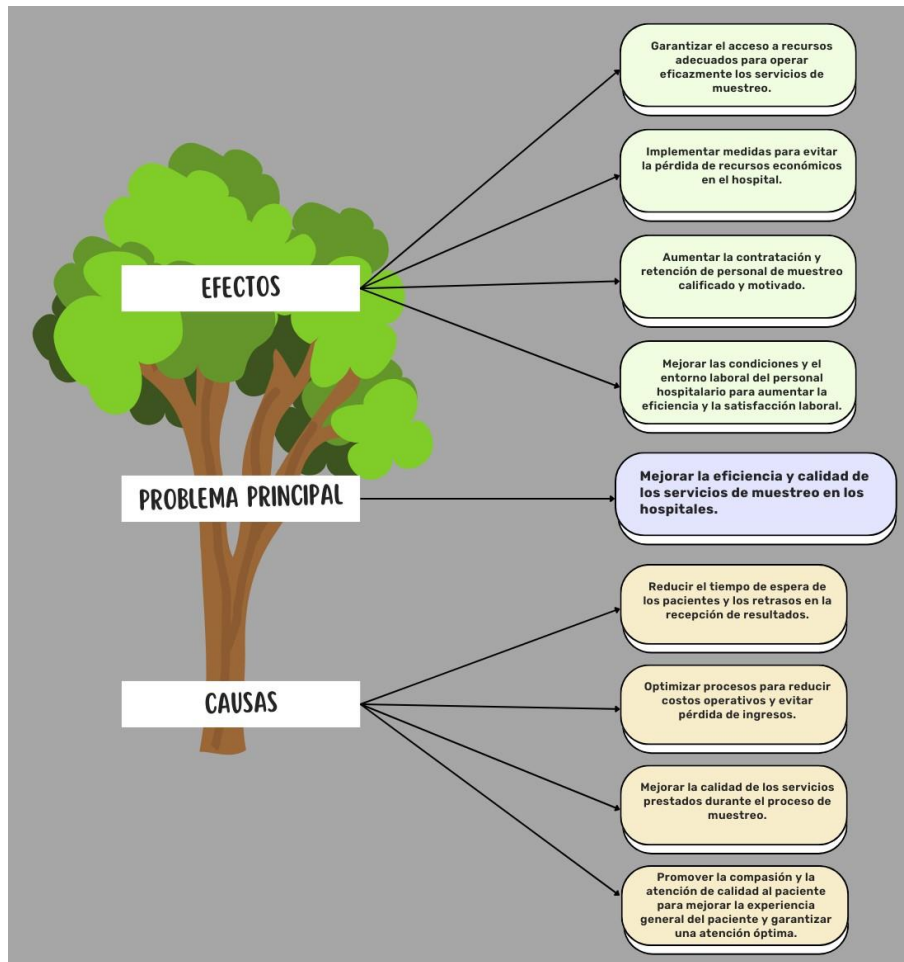 Garantizar el acceso a recursos
adecuados para operar
eficazmente los servicios de
muestreo.
Implementar medidas para evitar
la pérdida de recursos económicos
en el hospital.
EFECTOS
Aumentar la contratación y
retención de personal de muestreo
calificado y motivado.
Mejorar las condiciones y el
entorno laboral del personal
hospitalario para aumentar la
eficiencia y la satisfacción laboral.
PROBLEMA PRINCIPAL
Mejorar la eficiencia y calidad de
los servicios de muestreo en los
hospitales.
Reducir el tiempo de espera de
los pacientes y los retrasos en la
recepción de resultados.
CAUSAS
Optimizar procesos para reducir
costos operativos y evitar
pérdida de ingresos.
Mejorar la calidad de los servicios
prestados durante el proceso de
muestreo.
Promover la compasión y la
atención de calidad al paciente
para mejorar la experiencia
general del paciente y garantizar
una atención óptima.